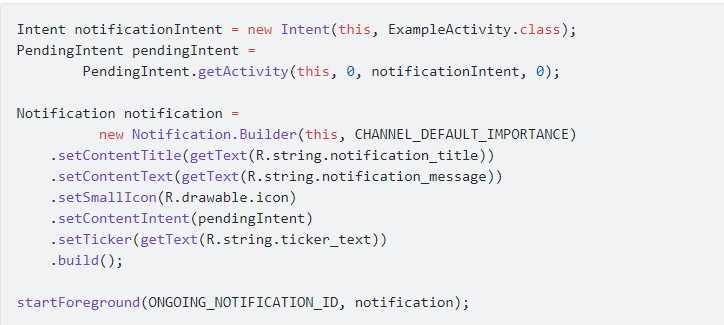 Intent notificationIntent = new Intent(this, ExampleActivity.class);
PendingIntent pendingIntent =
        PendingIntent.getActivity(this, 0, notificationIntent, 0);

Notification notification =
          new Notification.Builder(this, CHANNEL_DEFAULT_IMPORTANCE)
    .setContentTitle(getText(R.string.notification_title))
    .setContentText(getText(R.string.notification_message))
    .setSmallIcon(R.drawable.icon)
    .setContentIntent(pendingIntent)
    .setTicker(getText(R.string.ticker_text))
    .build();

startForeground(ONGOING_NOTIFICATION_ID, notification);